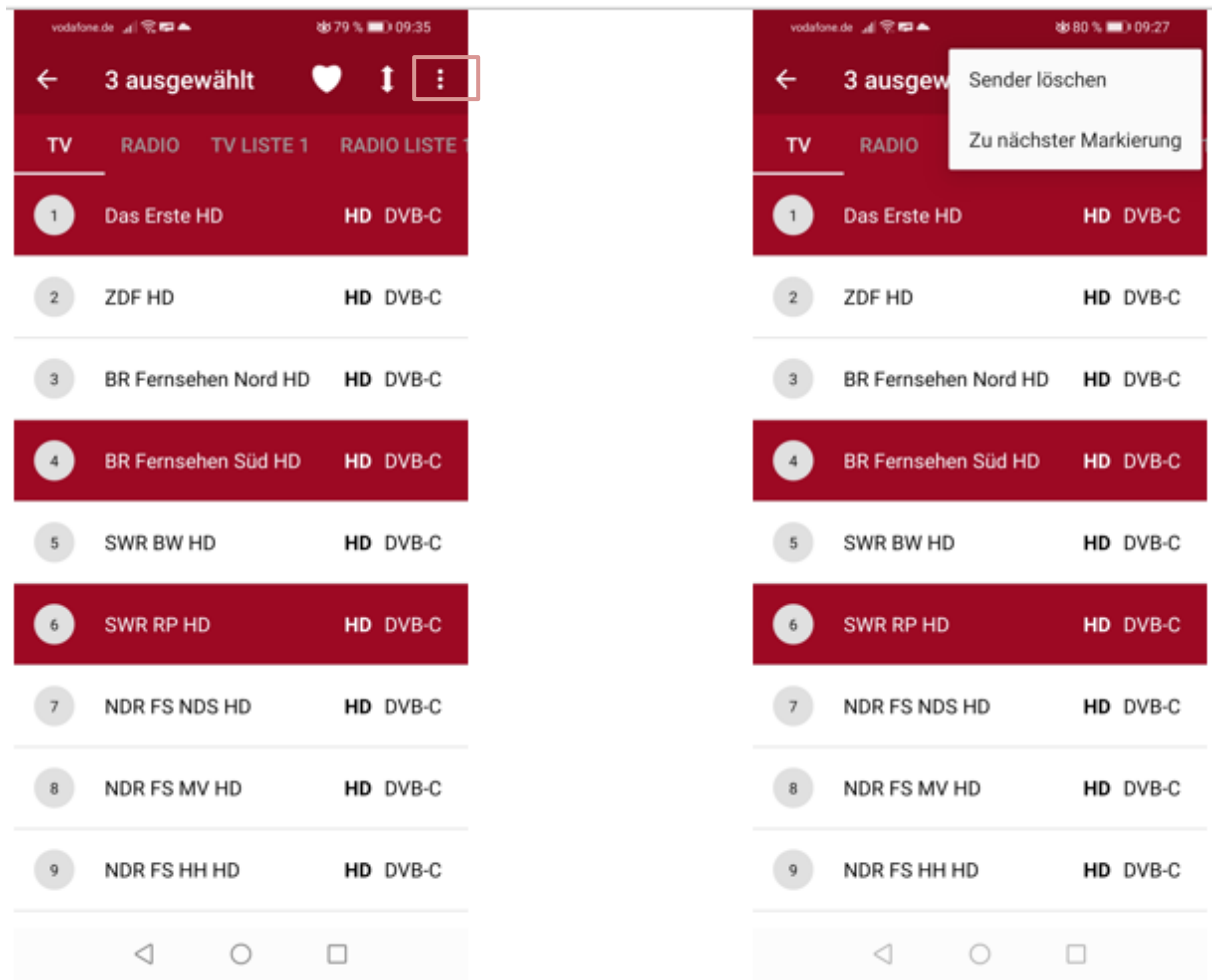 vodafone.de 79 % 09:35
3 ausgewählt
TV RADIO TV LISTE 1 RADIO LISTE 1
1 Das Erste HD HD DVB-C
2 ZDF HD HD DVB-C
3 BR Fernsehen Nord HD HD DVB-C
4 BR Fernsehen Süd HD HD DVB-C
5 SWR BW HD HD DVB-C
6 SWR RP HD HD DVB-C
7 NDR FS NDS HD HD DVB-C
8 NDR FS MV HD HD DVB-C
9 NDR FS HH HD HD DVB-C
vodafone.de 80 % 09:27
3 ausgew
Sender löschen
Zu nächster Markierung
TV RADIO
1 Das Erste HD HD DVB-C
2 ZDF HD HD DVB-C
3 BR Fernsehen Nord HD HD DVB-C
4 BR Fernsehen Süd HD HD DVB-C
5 SWR BW HD HD DVB-C
6 SWR RP HD HD DVB-C
7 NDR FS NDS HD HD DVB-C
8 NDR FS MV HD HD DVB-C
9 NDR FS HH HD HD DVB-C